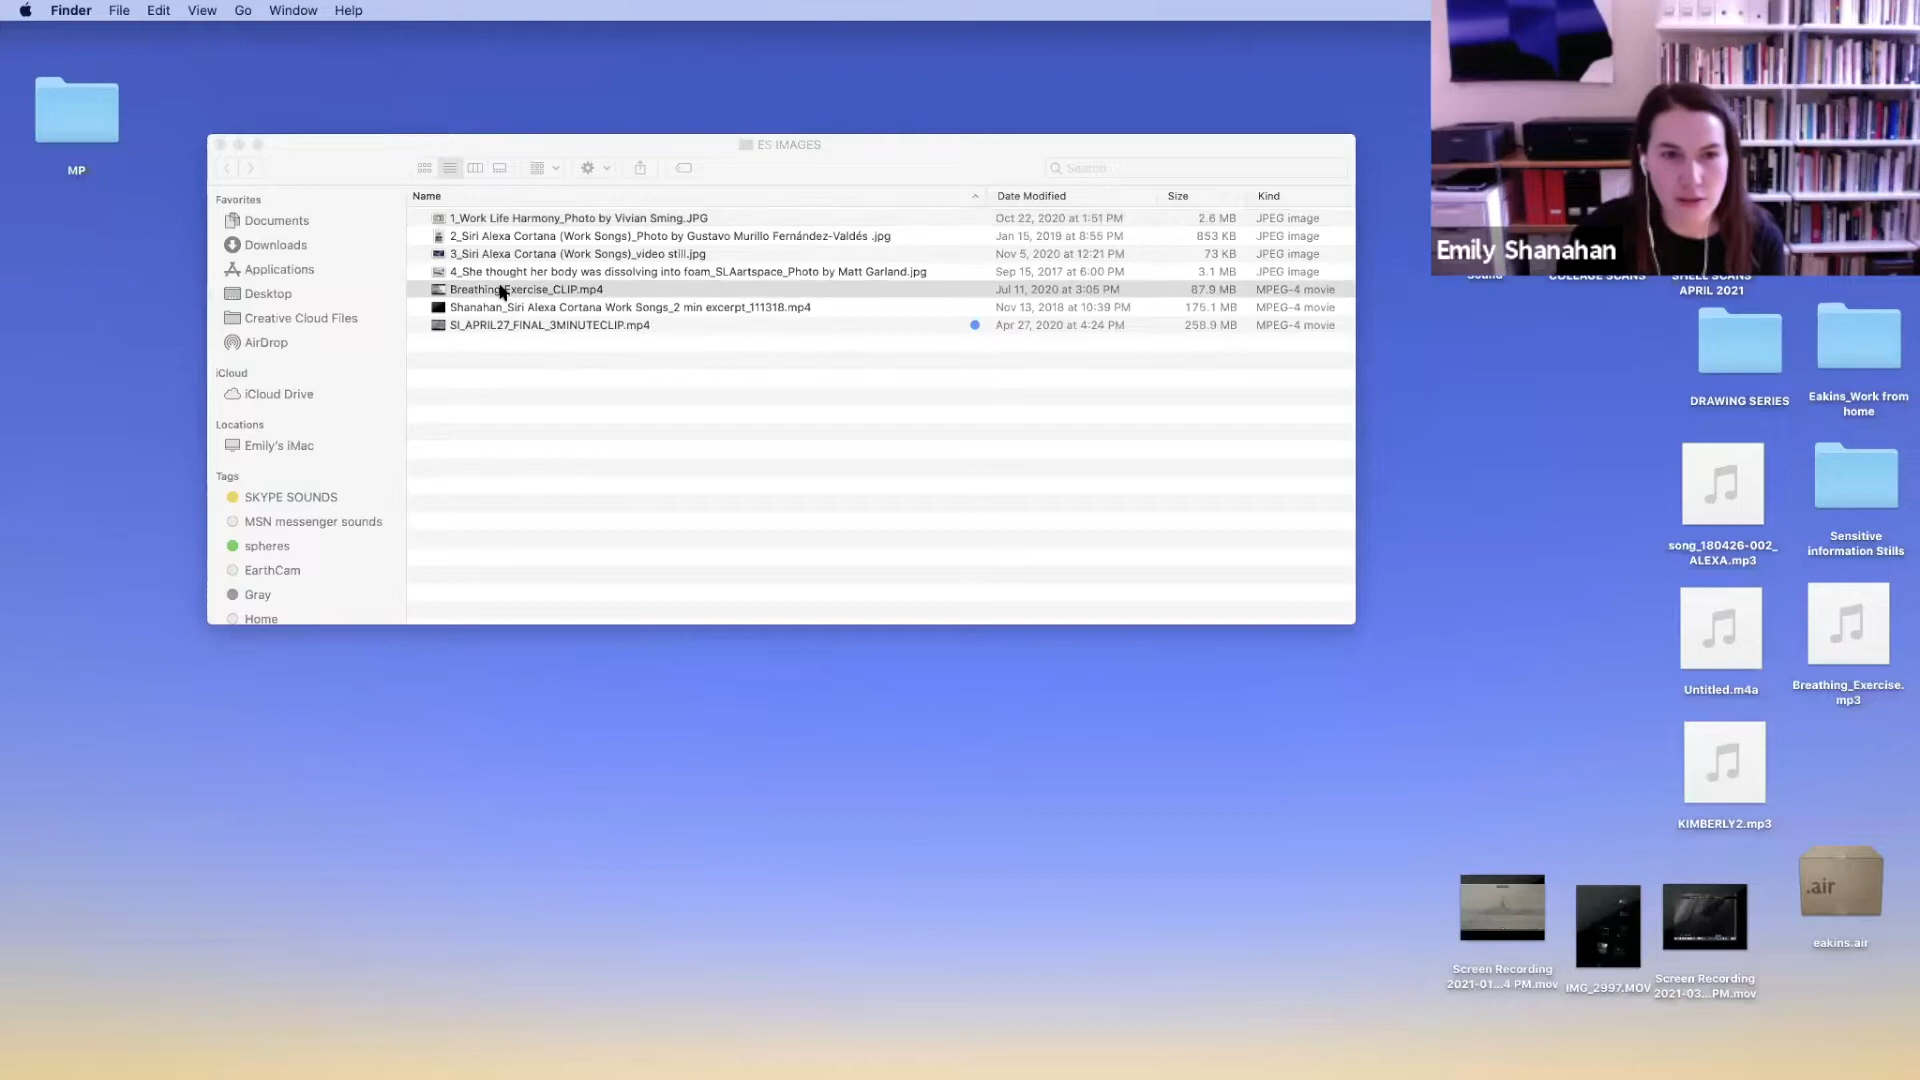 Finder File Edit View Go Window Help
MP
ES IMAGES
Search
Favorites
Documents
Downloads
Applications
Desktop
Creative Cloud Files
AirDrop
iCloud
iCloud Drive
Locations
Emily's iMac
Tags
SKYPE SOUNDS
MSN messenger sounds
spheres
EarthCam
Gray
Home
Name Date Modified Size Kind
1_Work Life Harmony_Photo by Vivian Sming.JPG Oct 22, 2020 at 1:51 PM 2.6 MB JPEG image
2_Siri Alexa Cortana (Work Songs)_Photo by Gustavo Murillo Fernández-Valdés .jpg Jan 15, 2019 at 8:55 PM 853 KB JPEG image
3_Siri Alexa Cortana (Work Songs)_video still.jpg Nov 5, 2020 at 12:21 PM 73 KB JPEG image
4_She thought her body was dissolving into foam_SLAartspace_Photo by Matt Garland.jpg Sep 15, 2017 at 6:00 PM 3.1 MB JPEG image
Breathing_Exercise_CLIP.mp4 Jul 11, 2020 at 3:05 PM 87.9 MB MPEG-4 movie
Shanahan_Siri Alexa Cortana Work Songs_2 min excerpt_111318.mp4 Nov 13, 2018 at 10:39 PM 175.1 MB MPEG-4 movie
SI_APRIL27_FINAL_3MINUTECLIP.mp4 Apr 27, 2020 at 4:24 PM 258.9 MB MPEG-4 movie
Emily Shanahan
Sound
COLLAGE SCANS
SHELL SCANS
APRIL 2021
DRAWING SERIES
Eakins_Work from
home
song_180426-002_
ALEXA.mp3
Sensitive
information Stills
Untitled.m4a
Breathing_Exercise.
mp3
KIMBERLY2.mp3
.air
eakins.air
Screen Recording
2021-01...4 PM.mov
IMG_2997.MOV
Screen Recording
2021-03...PM.mov